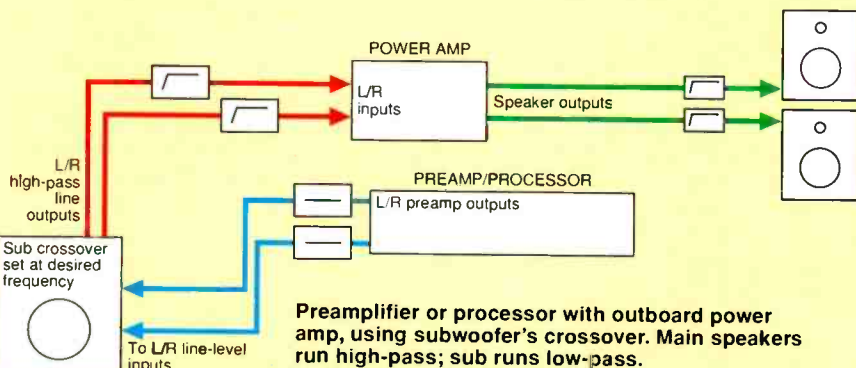 POWER AMP
L/R
inputs
Speaker outputs
L/R
high-pass
line
outputs
PREAMP/PROCESSOR
L/R preamp outputs
Sub crossover
set at desired
frequency
To L/R line-level
inputs
Preamplifier or processor with outboard power
amp, using subwoofer's crossover. Main speakers
run high-pass; sub runs low-pass.